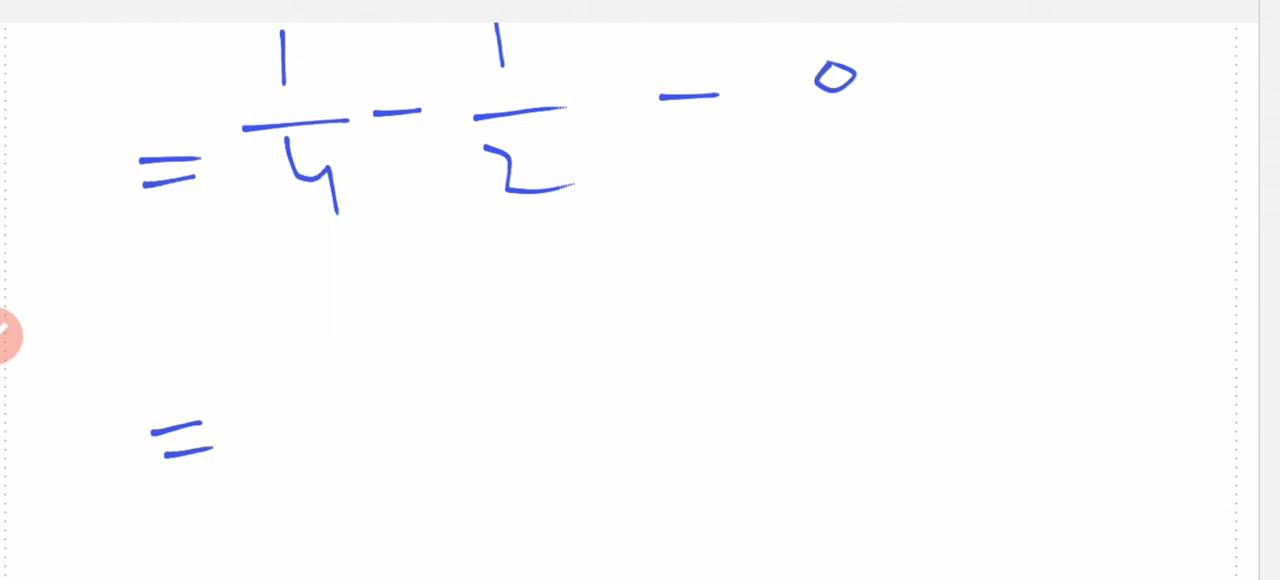 = 1/4 - 1/2 - 0
=